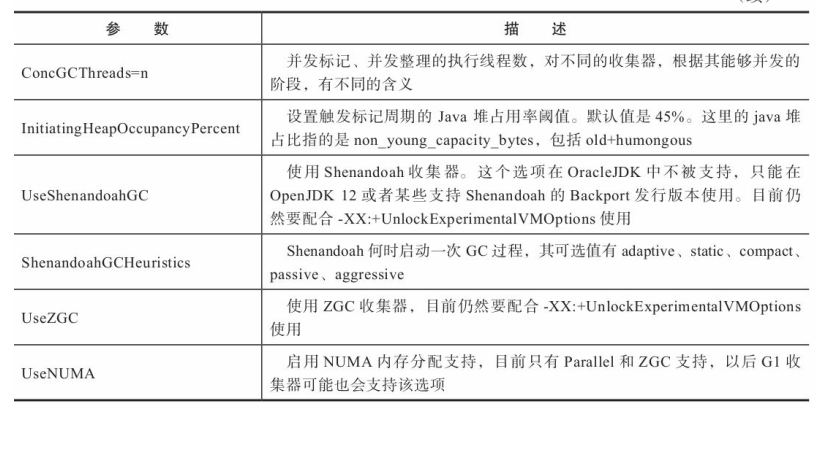 参数 描述
ConcGCThreads=n
并发标记、并发整理的执行线程数，对不同的收集器，根据其能够并发的
阶段，有不同的含义
InitiatingHeapOccupancyPercent
设置触发标记周期的 Java 堆占用率阈值。默认值是 45%。这里的 java 堆
占比指的是 non_young_capacity_bytes，包括 old+humongous
UseShenandoahGC
使用 Shenandoah 收集器。这个选项在 OracleJDK 中不被支持，只能在
OpenJDK 12 或者某些支持 Shenandoah 的 Backport 发行版本使用。目前仍
然要配合 -XX:+UnlockExperimentalVMOptions 使用
ShenandoahGCHeuristics
Shenandoah 何时启动一次 GC 过程，其可选值有 adaptive、static、compact、
passive、aggressive
UseZGC
使用 ZGC 收集器，目前仍然要配合 -XX:+UnlockExperimentalVMOptions
使用
UseNUMA
启用 NUMA 内存分配支持，目前只有 Parallel 和 ZGC 支持，以后 G1 收
集器可能也会支持该选项